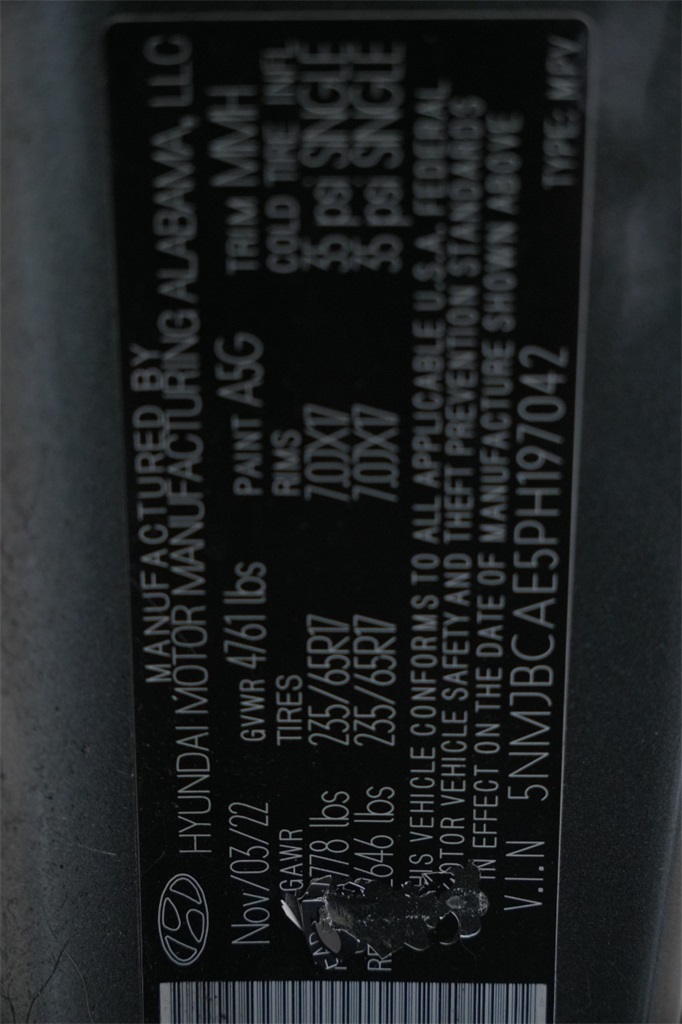 MANUFACTURED BY
HYUNDAI MOTOR MANUFACTURING ALABAMA, LLC
Nov/03/22 GVWR 4761 lbs PAINT A5G TRIM MMH
GAWR TIRES RIMS COLD TIRE INFL
778 lbs 235/65R17 7.0JX17 35 psi SINGLE
646 lbs 235/65R17 7.0JX17 35 psi SINGLE
VEHICLE CONFORMS TO ALL APPLICABLE U.S.A. FEDERAL
VEHICLE SAFETY AND THEFT PREVENTION STANDARDS
IN EFFECT ON THE DATE OF MANUFACTURE SHOWN ABOVE
V.I.N 5NMJBCAE5PH197042 TYPE: MPV